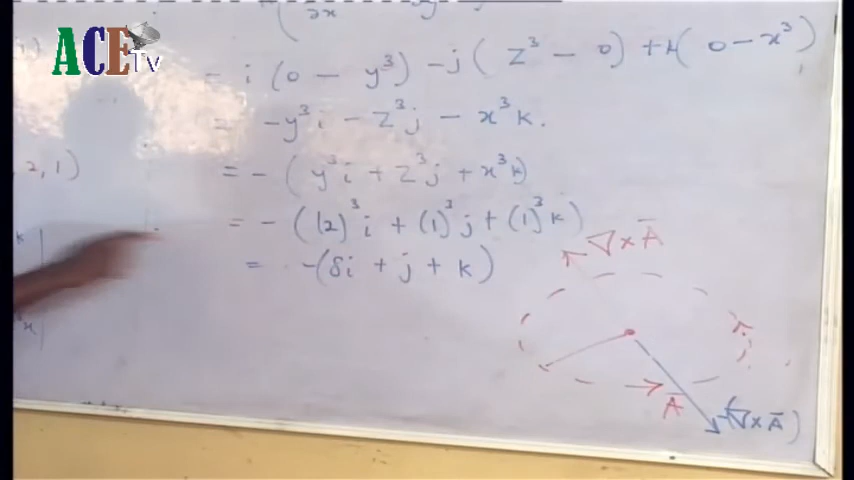 ACE TV
- i (0 - y³) - j ( z³ - 0) + k( 0 - x³)
= - y³i - z³j - x³k.
, 2, 1)
= - ( y³i + z³j + x³k)
= - ( (2)³i + (1)³j + (1)³k)
= -(8i + j + k)
∇ x A̅
A̅
-(∇ x A̅)